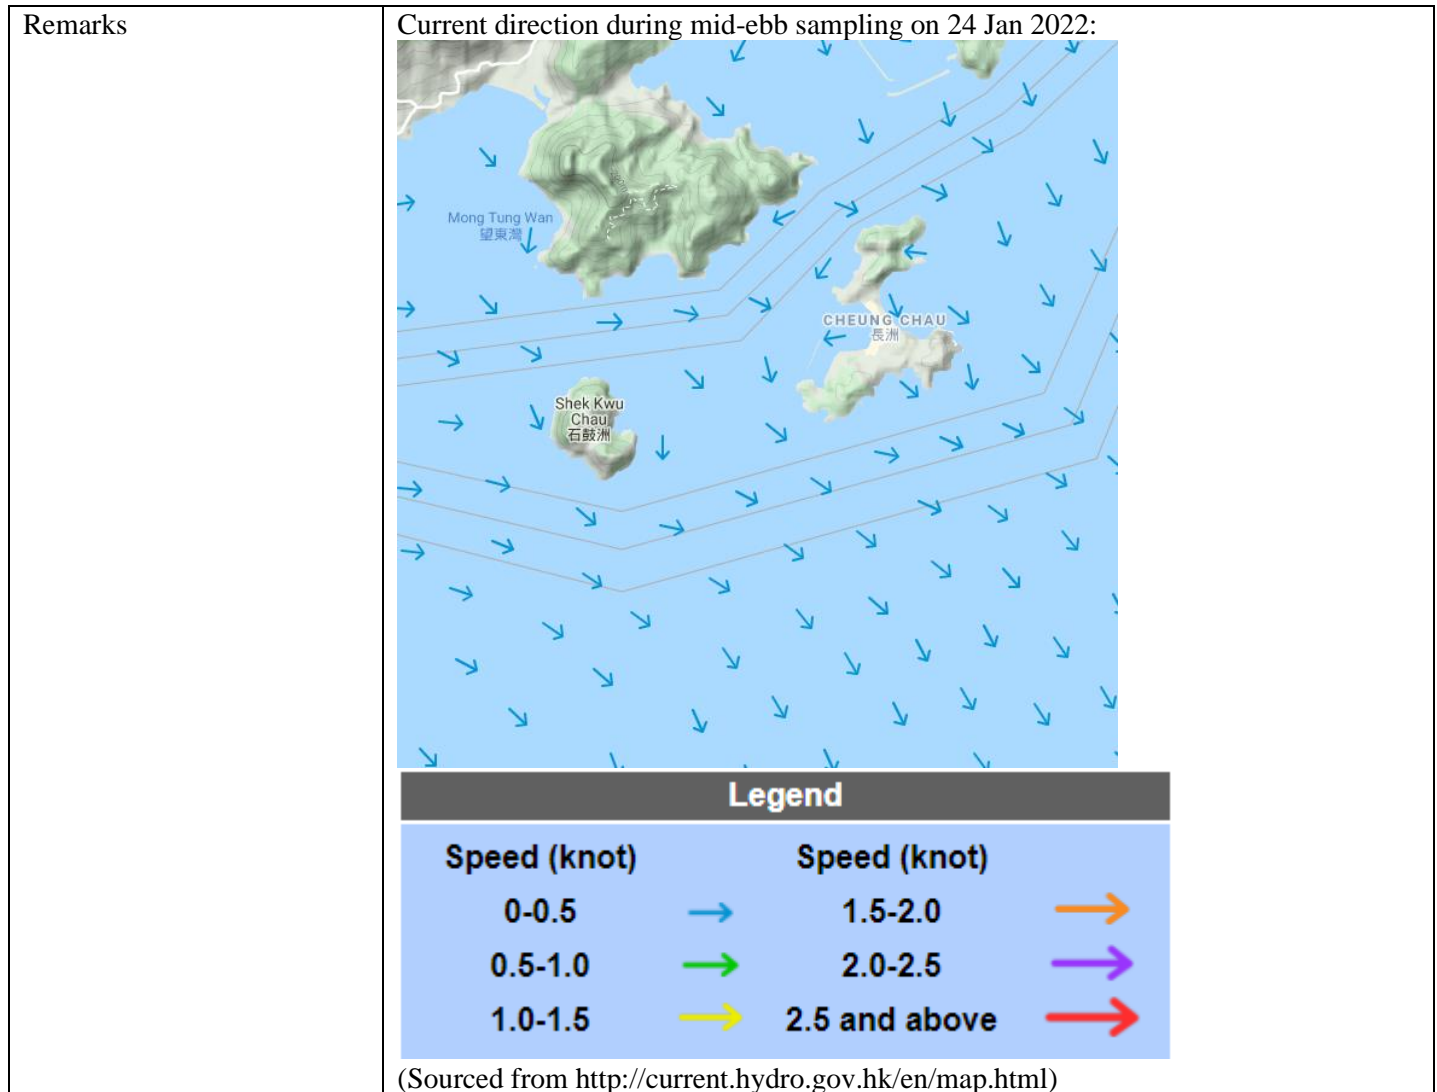 Remarks
Current direction during mid-ebb sampling on 24 Jan 2022:
Mong Tung Wan
望東灣
CHEUNG CHAU
長洲
Shek Kwu
Chau
石鼓洲
Legend
Speed (knot) Speed (knot)
0-0.5 1.5-2.0
0.5-1.0 2.0-2.5
1.0-1.5 2.5 and above
(Sourced from http://current.hydro.gov.hk/en/map.html)